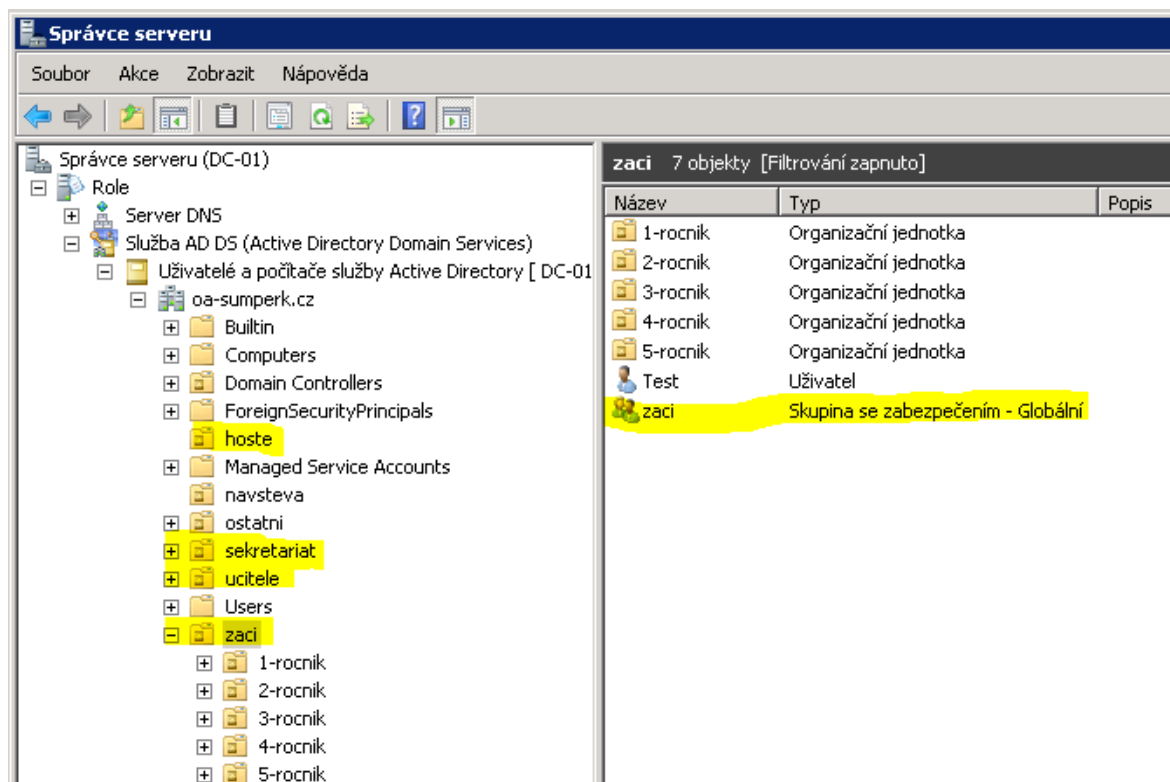 Správce serveru
Soubor Akce Zobrazit Nápověda
Správce serveru (DC-01)
Role
Server DNS
Služba AD DS (Active Directory Domain Services)
Uživatelé a počítače služby Active Directory [ DC-01
oa-sumperk.cz
Builtin
Computers
Domain Controllers
ForeignSecurityPrincipals
hoste
Managed Service Accounts
navsteva
ostatni
sekretariat
ucitele
Users
zaci
1-rocnik
2-rocnik
3-rocnik
4-rocnik
5-rocnik
zaci 7 objekty [Filtrování zapnuto]
Název Typ Popis
1-rocnik Organizační jednotka
2-rocnik Organizační jednotka
3-rocnik Organizační jednotka
4-rocnik Organizační jednotka
5-rocnik Organizační jednotka
Test Uživatel
zaci Skupina se zabezpečením - Globální